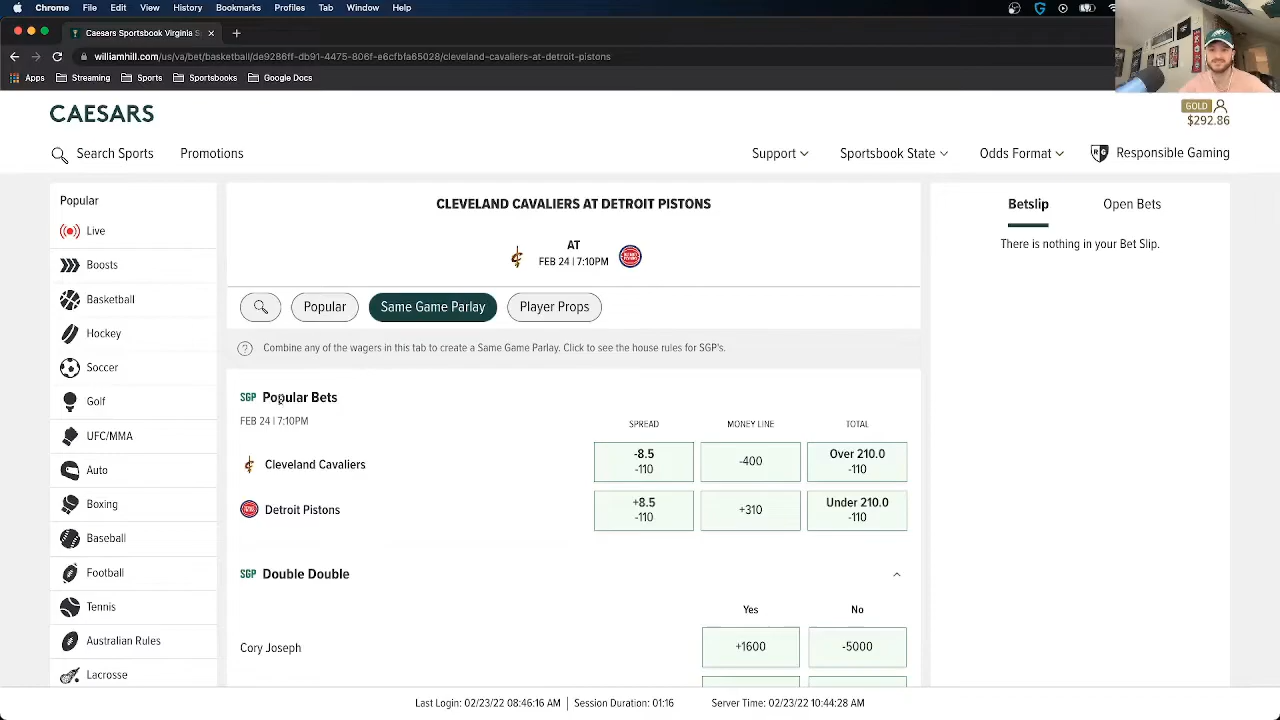 Chrome File Edit View History Bookmarks Profiles Tab Window Help
Caesars Sportsbook Virginia S
williamhill.com/us/va/bet/basketball/de9286ff-db91-4475-806f-e6cfbfa65028/cleveland-cavaliers-at-detroit-pistons
Apps Streaming Sports Sportsbooks Google Docs
CAESARS
GOLD
$292.86
Search Sports Promotions Support Sportsbook State Odds Format RG Responsible Gaming
Popular
Live
Boosts
Basketball
Hockey
Soccer
Golf
UFC/MMA
Auto
Boxing
Baseball
Football
Tennis
Australian Rules
Lacrosse
CLEVELAND CAVALIERS AT DETROIT PISTONS
AT
FEB 24 | 7:10PM
Popular Same Game Parlay Player Props
? Combine any of the wagers in this tab to create a Same Game Parlay. Click to see the house rules for SGP's.
SGP Popular Bets
FEB 24 | 7:10PM
SPREAD MONEY LINE TOTAL
Cleveland Cavaliers
-8.5
-110
-400
Over 210.0
-110
Detroit Pistons
+8.5
-110
+310
Under 210.0
-110
SGP Double Double
Yes No
Cory Joseph +1600 -5000
Betslip Open Bets
There is nothing in your Bet Slip.
Last Login: 02/23/22 08:46:16 AM | Session Duration: 01:16 Server Time: 02/23/22 10:44:28 AM